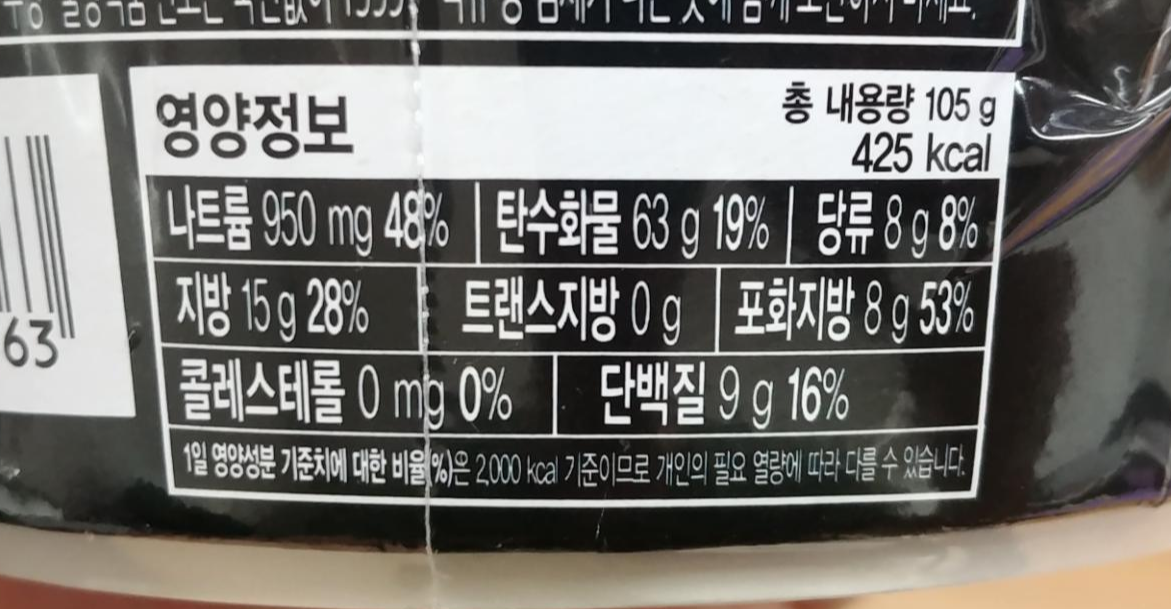 영양정보
총 내용량 105 g
425 kcal
나트륨 950 mg 48% 탄수화물 63 g 19% 당류 8 g 8%
지방 15 g 28% 트랜스지방 0 g 포화지방 8 g 53%
콜레스테롤 0 mg 0% 단백질 9 g 16%
1일 영양성분 기준치에 대한 비율(%)은 2,000 kcal 기준이므로 개인의 필요 열량에 따라 다를 수 있습니다.
63